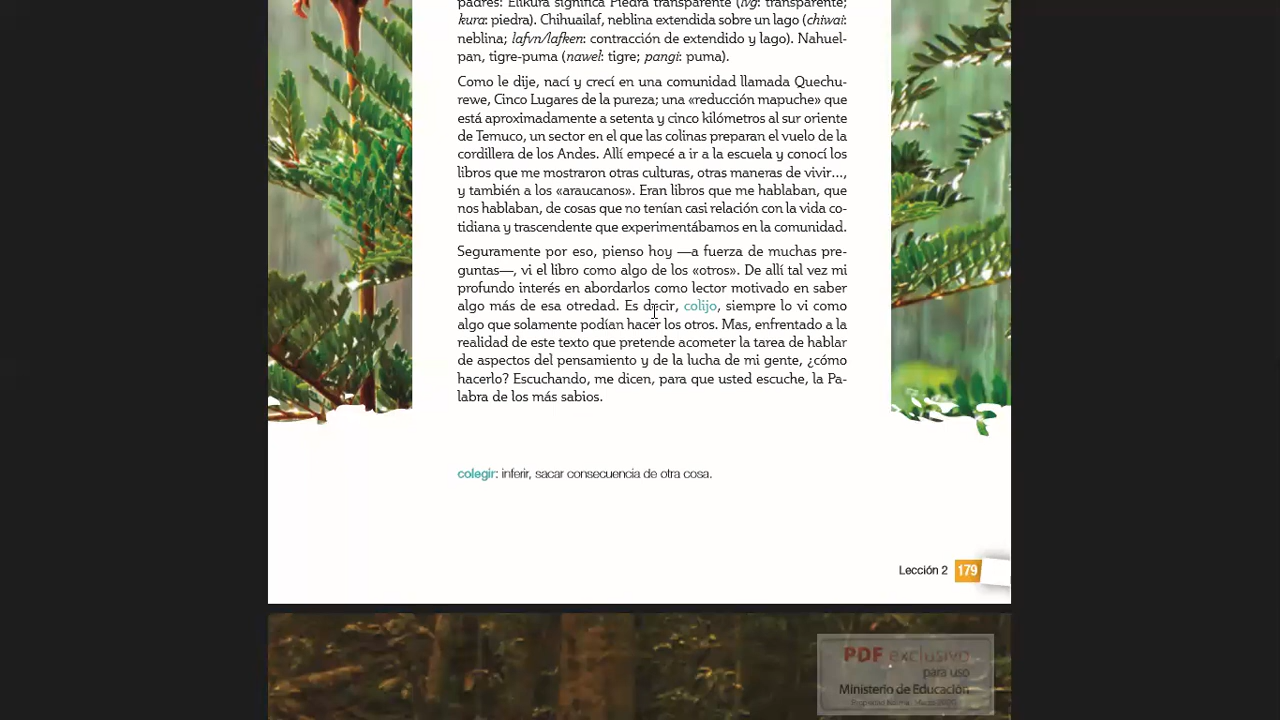 padres: Elikura significa Piedra transparente (lvg: transparente;
kura: piedra). Chihuailaf, neblina extendida sobre un lago (chiwai:
neblina; lafvn/lafken: contracción de extendido y lago). Nahuel-
pan, tigre-puma (nawel: tigre; pangi: puma).
Como le dije, nací y crecí en una comunidad llamada Quechu-
rewe, Cinco Lugares de la pureza; una «reducción mapuche» que
está aproximadamente a setenta y cinco kilómetros al sur oriente
de Temuco, un sector en el que las colinas preparan el vuelo de la
cordillera de los Andes. Allí empecé a ir a la escuela y conocí los
libros que me mostraron otras culturas, otras maneras de vivir...,
y también a los «araucanos». Eran libros que me hablaban, que
nos hablaban, de cosas que no tenían casi relación con la vida co-
tidiana y trascendente que experimentábamos en la comunidad.
Seguramente por eso, pienso hoy —a fuerza de muchas pre-
guntas—, vi el libro como algo de los «otros». De allí tal vez mi
profundo interés en abordarlos como lector motivado en saber
algo más de esa otredad. Es decir, colijo, siempre lo vi como
algo que solamente podían hacer los otros. Mas, enfrentado a la
realidad de este texto que pretende acometer la tarea de hablar
de aspectos del pensamiento y de la lucha de mi gente, ¿cómo
hacerlo? Escuchando, me dicen, para que usted escuche, la Pa-
labra de los más sabios.
colegir: inferir, sacar consecuencia de otra cosa.
Lección 2 179
PDF exclusivo
para uso
Ministerio de Educación